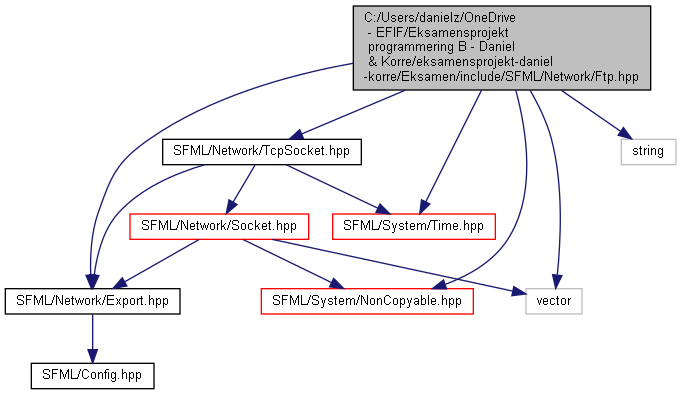 C:/Users/danielz/OneDrive
- EFIF/Eksamensprojekt
programmering B - Daniel
& Korre/eksamensprojekt-daniel
-korre/Eksamen/include/SFML/Network/Ftp.hpp
SFML/Network/TcpSocket.hpp
string
SFML/Network/Socket.hpp
SFML/System/Time.hpp
SFML/Network/Export.hpp
SFML/System/NonCopyable.hpp
vector
SFML/Config.hpp